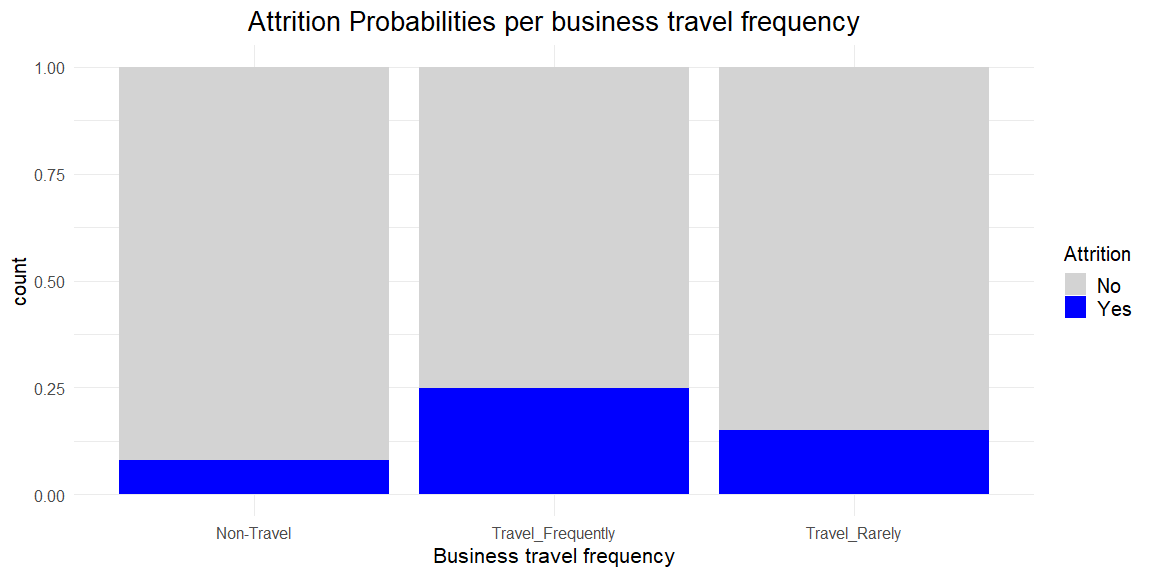 Attrition Probabilities per business travel frequency
count
1.00
0.75
0.50
0.25
0.00
Non-Travel
Travel_Frequently
Travel_Rarely
Business travel frequency
Attrition
No
Yes